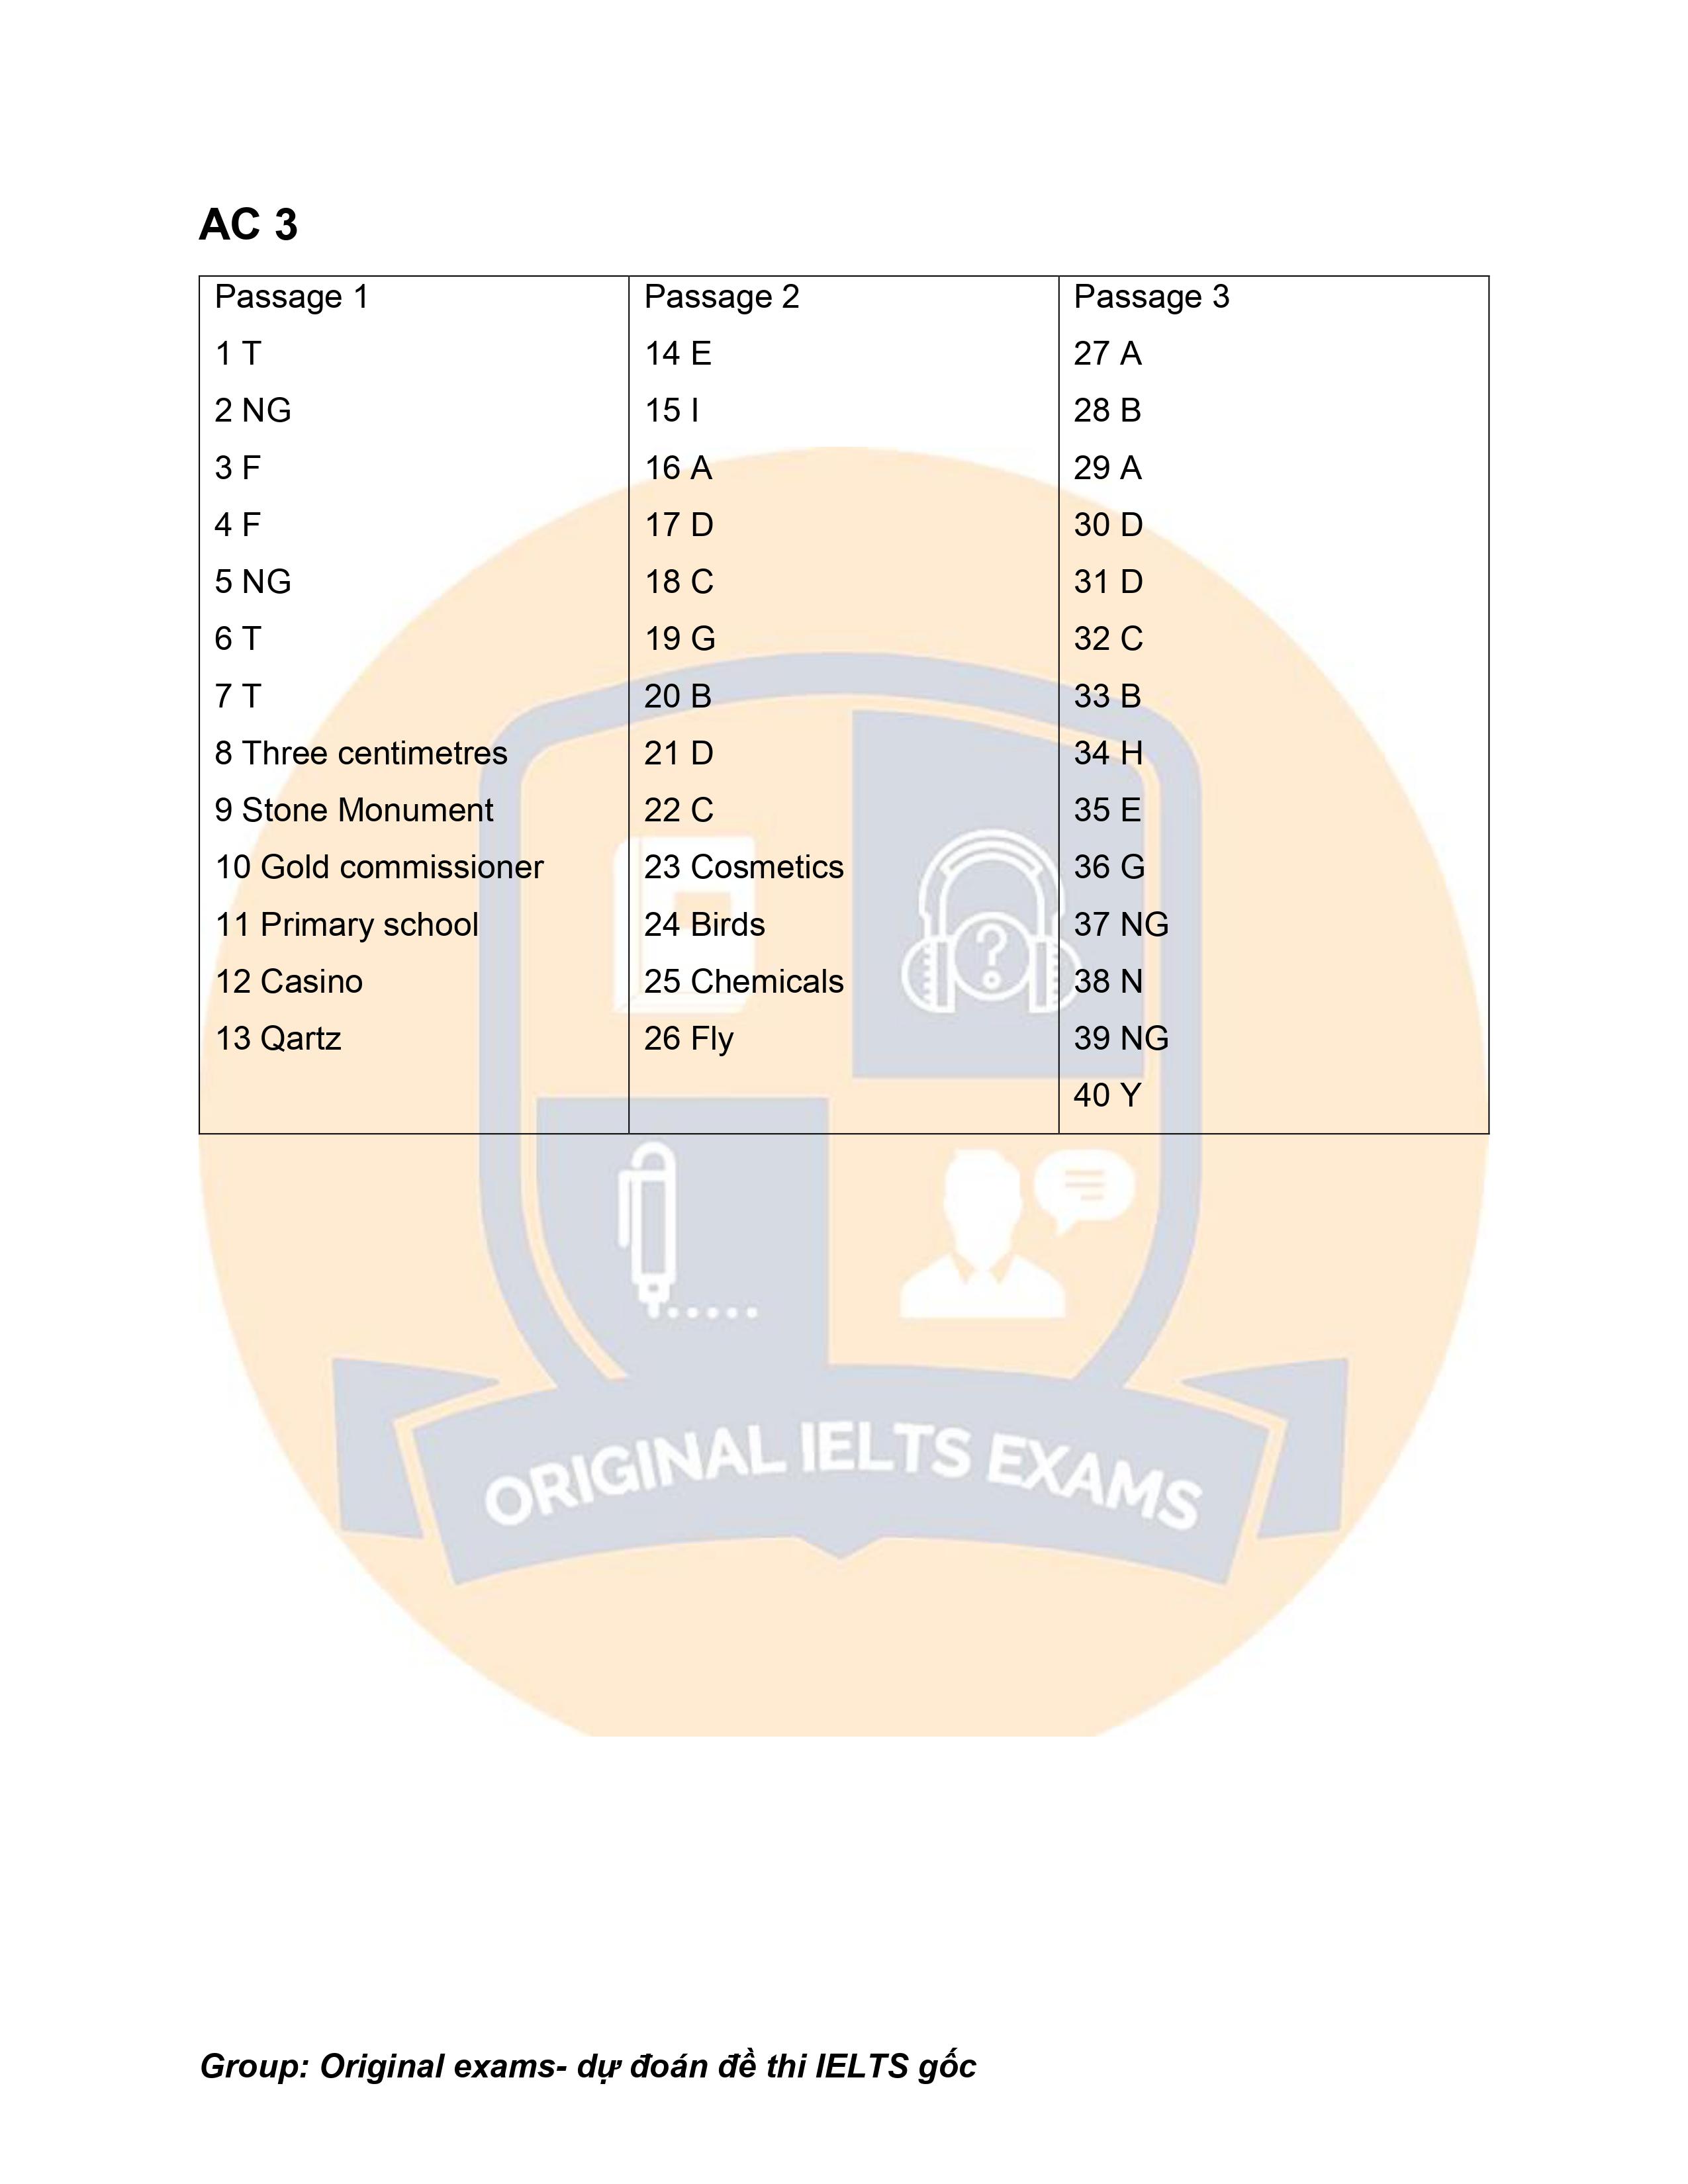 AC 3
Passage 1
1 T
2 NG
3 F
4 F
5 NG
6 T
7 T
8 Three centimetres
9 Stone Monument
10 Gold commissioner
11 Primary school
12 Casino
13 Qartz
Passage 2
14 E
15 I
16 A
17 D
18 C
19 G
20 B
21 D
22 C
23 Cosmetics
24 Birds
25 Chemicals
26 Fly
Passage 3
27 A
28 B
29 A
30 D
31 D
32 C
33 B
34 H
35 E
36 G
37 NG
38 N
39 NG
40 Y
?
ORIGINAL IELTS EXAMS
Group: Original exams- dự đoán đề thi IELTS gốc